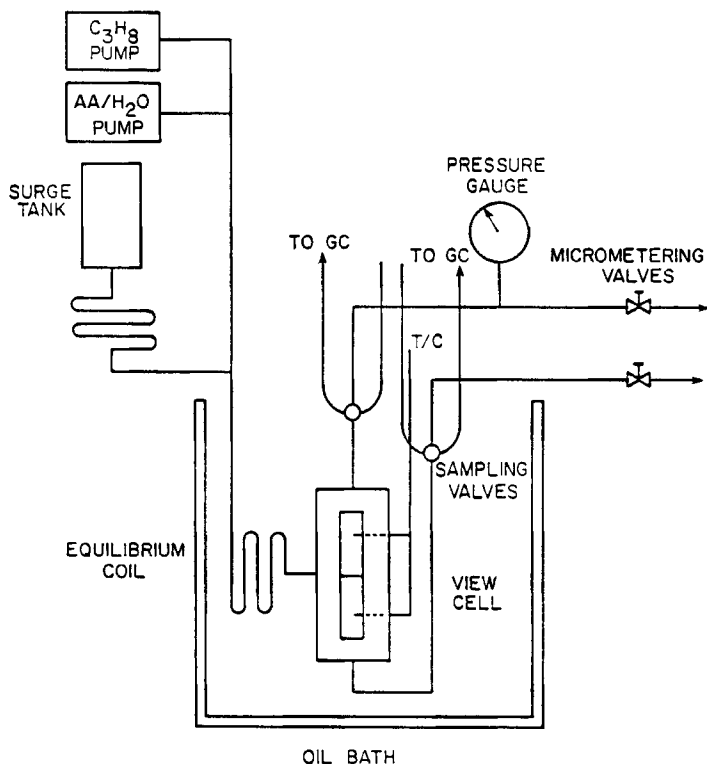 C3H8
PUMP
AA/H2O
PUMP
SURGE
TANK
PRESSURE
GAUGE
TO GC
TO GC
MICROMETERING
VALVES
T/C
SAMPLING
VALVES
EQUILIBRIUM
COIL
VIEW
CELL
OIL BATH